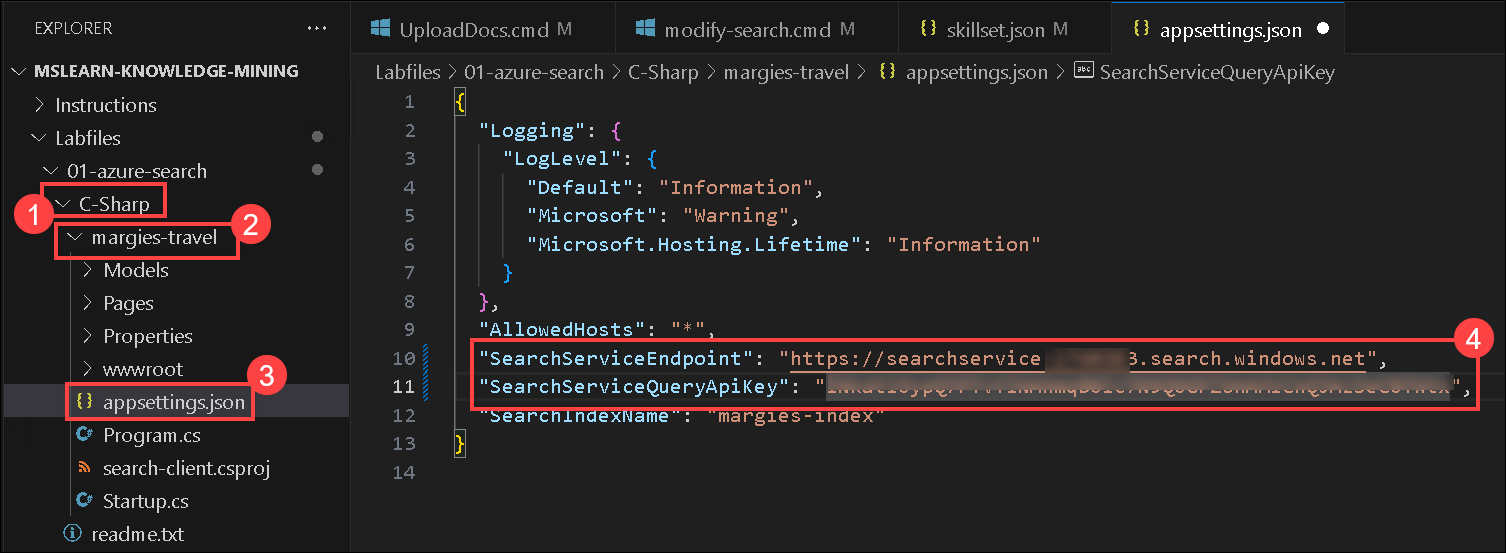 EXPLORER ···
MSLEARN-KNOWLEDGE-MINING
Instructions
Labfiles
01-azure-search
1 C-Sharp
margies-travel 2
Models
Pages
Properties
wwwroot
3
{} appsettings.json
Program.cs
search-client.csproj
Startup.cs
readme.txt
UploadDocs.cmd M modify-search.cmd M {} skillset.json M {} appsettings.json
Labfiles > 01-azure-search > C-Sharp > margies-travel > {} appsettings.json > abc SearchServiceQueryApiKey
1 {
2 "Logging": {
3 "LogLevel": {
4 "Default": "Information",
5 "Microsoft": "Warning",
6 "Microsoft.Hosting.Lifetime": "Information"
7 }
8 },
9 "AllowedHosts": "*",
4
10 "SearchServiceEndpoint": "https://searchservice 3.search.windows.net",
11 "SearchServiceQueryApiKey": " ",
12 "SearchIndexName": "margies-index"
13 }
14